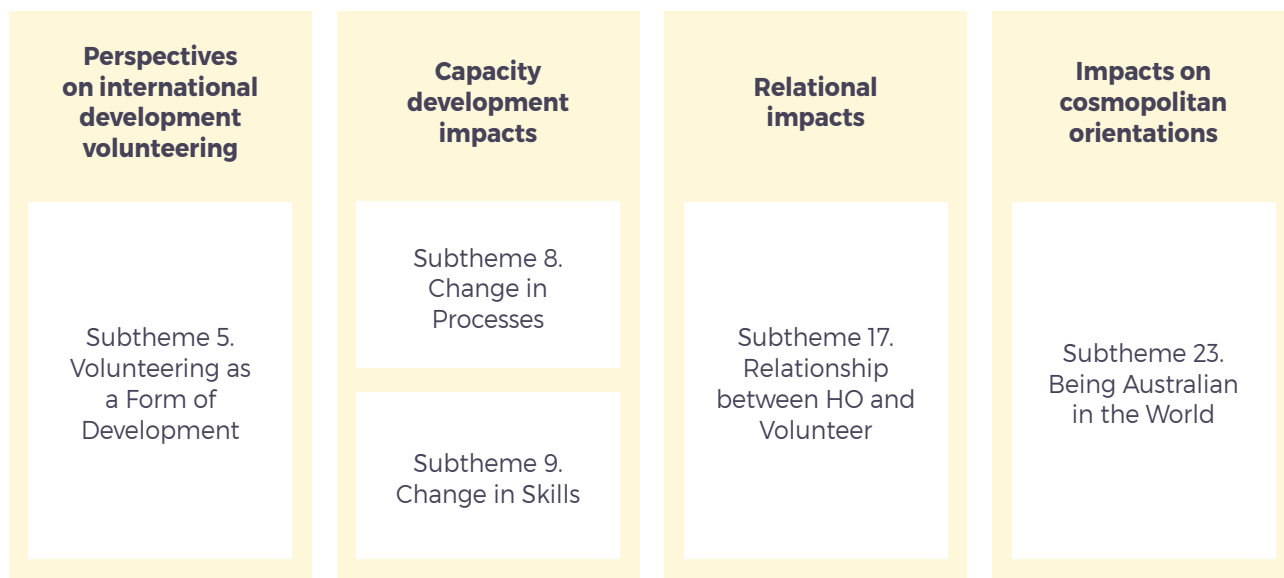 Perspectives
on international
development
volunteering
Subtheme 5.
Volunteering as
a Form of
Development
Capacity
development
impacts
Subtheme 8.
Change in
Processes
Subtheme 9.
Change in Skills
Relational
impacts
Subtheme 17.
Relationship
between HO and
Volunteer
Impacts on
cosmopolitan
orientations
Subtheme 23.
Being Australian
in the World